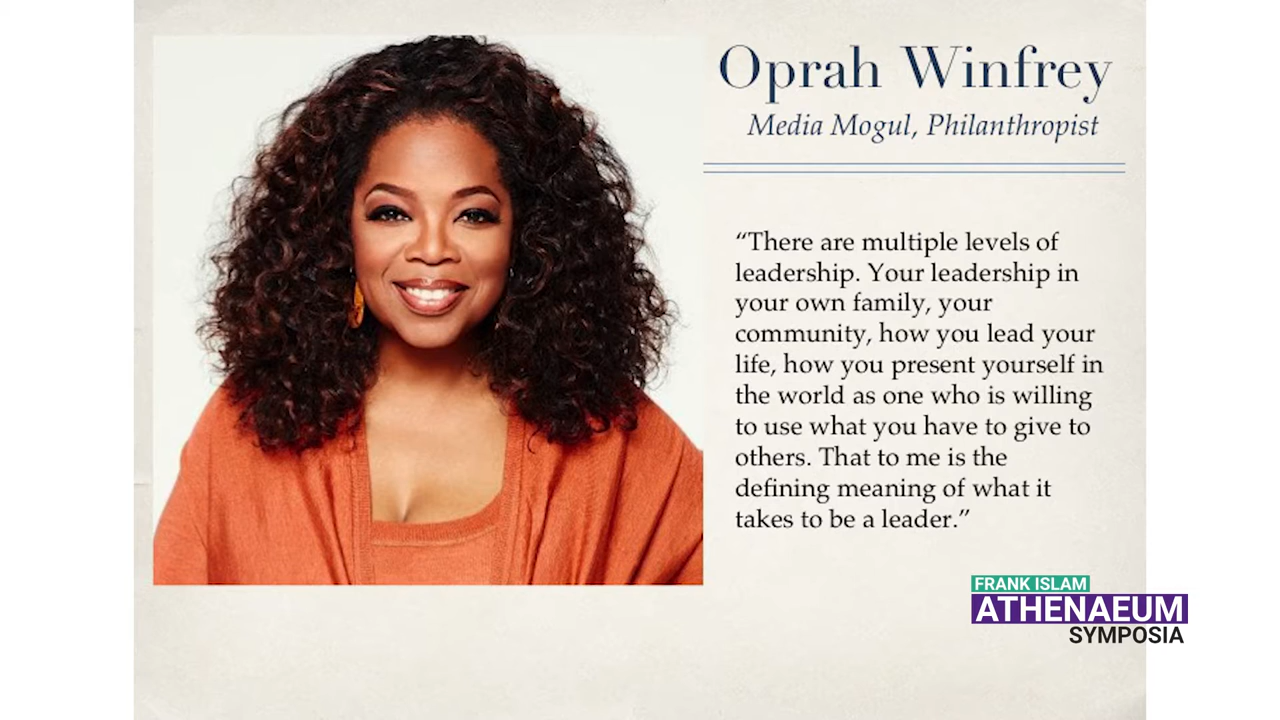 Oprah Winfrey
Media Mogul, Philanthropist
“There are multiple levels of
leadership. Your leadership in
your own family, your
community, how you lead your
life, how you present yourself in
the world as one who is willing
to use what you have to give to
others. That to me is the
defining meaning of what it
takes to be a leader.”
FRANK ISLAM
ATHENAEUM
SYMPOSIA